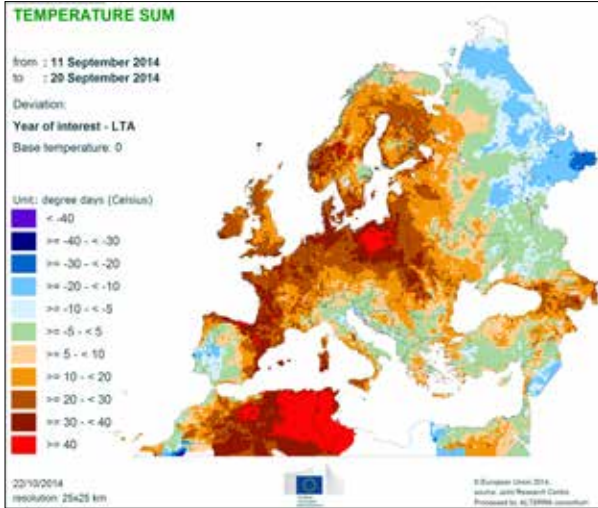 TEMPERATURE SUM
from : 11 September 2014
to : 20 September 2014
Deviation:
Year of interest - LTA
Base temperature: 0
Unit: degree days (Celsius)
< -40
>= -40 - < -30
>= -30 - < -20
>= -20 - < -10
>= -10 - < -5
>= -5 - < 5
>= 5 - < 10
>= 10 - < 20
>= 20 - < 30
>= 30 - < 40
>= 40
22/10/2014
resolution: 25x25 km
© European Union 2014
source: Joint Research Centre
Processed by ALTERRA consortium